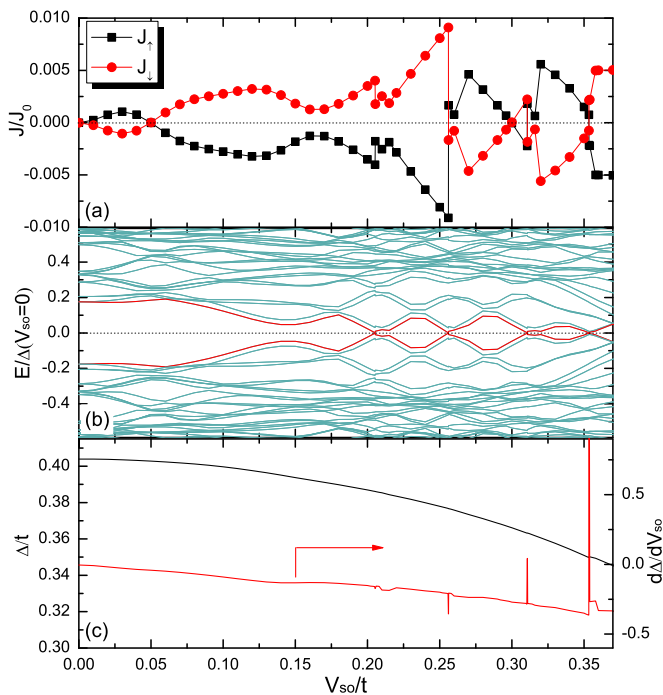 0.010
J↑
J↓
0.005
0.000
-0.005
-0.010
J/J₀
(a)
0.4
0.2
0.0
-0.2
-0.4
E/Δ(Vso=0)
(b)
0.40
0.38
0.36
0.34
0.32
0.30
Δ/t
(c)
0.5
0.0
-0.5
dΔ/dVso
0.00 0.05 0.10 0.15 0.20 0.25 0.30 0.35
Vso/t